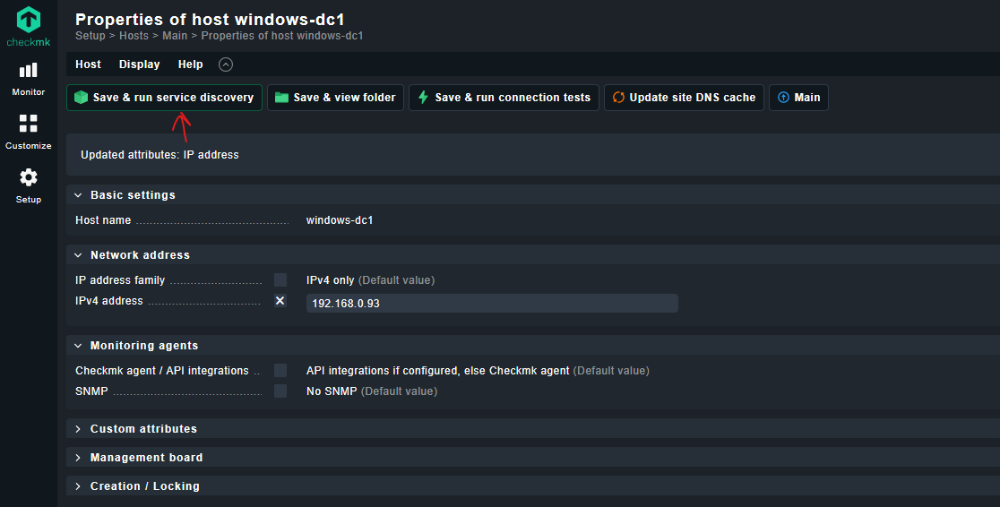 Properties of host windows-dc1
checkmk
Setup > Hosts > Main > Properties of host windows-dc1
Monitor
Customize
Setup
Host Display Help
Save & run service discovery Save & view folder Save & run connection tests Update site DNS cache Main
Updated attributes: IP address
Basic settings
Host name windows-dc1
Network address
IP address family IPv4 only (Default value)
IPv4 address 192.168.0.93
Monitoring agents
Checkmk agent / API integrations API integrations if configured, else Checkmk agent (Default value)
SNMP No SNMP (Default value)
Custom attributes
Management board
Creation / Locking